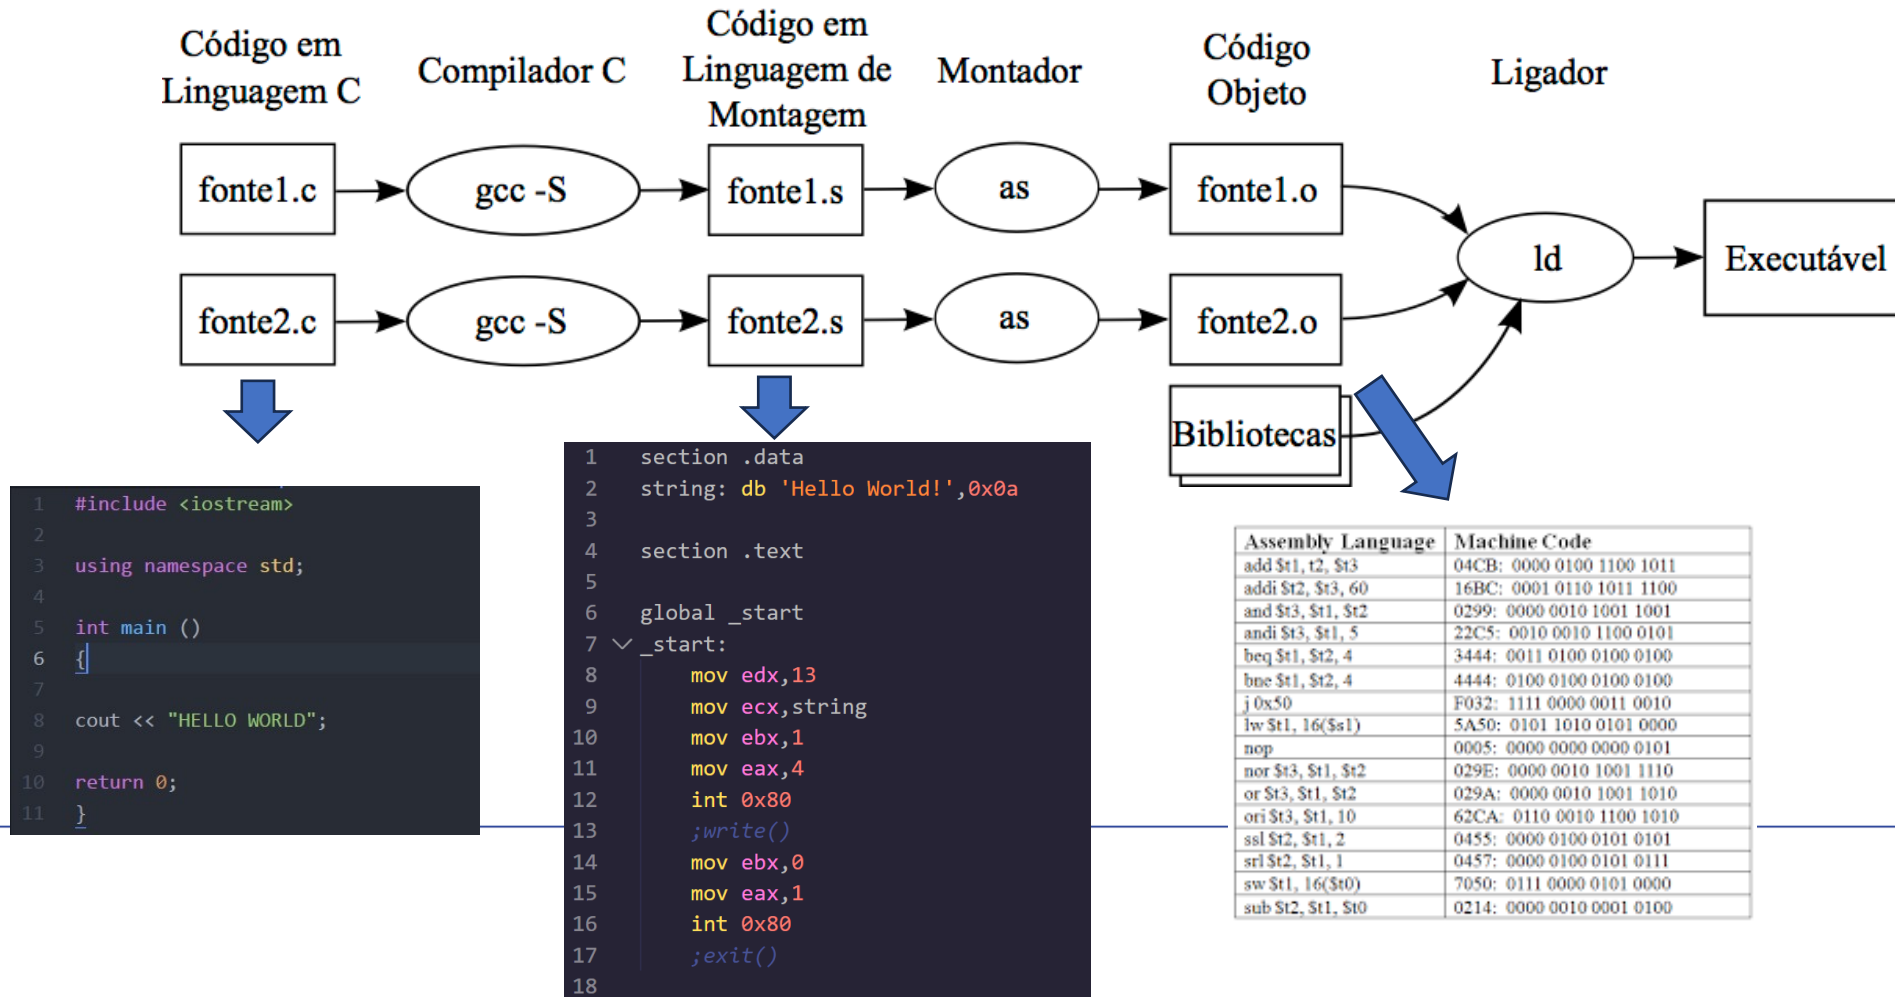 Código em
Linguagem C
Compilador C
Código em
Linguagem de
Montagem
Montador
Código
Objeto
Ligador
fonte1.c
gcc -S
fonte1.s
as
fonte1.o
fonte2.c
gcc -S
fonte2.s
as
fonte2.o
Bibliotecas
ld
Executável
1 #include <iostream>
2
3 using namespace std;
4
5 int main ()
6 {
7
8 cout << "HELLO WORLD";
9
10 return 0;
11 }
1 section .data
2 string: db 'Hello World!',0x0a
3
4 section .text
5
6 global _start
7 _start:
8 mov edx,13
9 mov ecx,string
10 mov ebx,1
11 mov eax,4
12 int 0x80
13 ;write()
14 mov ebx,0
15 mov eax,1
16 int 0x80
17 ;exit()
18
Assembly Language Machine Code
add $t1, t2, $t3 04CB: 0000 0100 1100 1011
addi $t2, $t3, 60 16BC: 0001 0110 1011 1100
and $t3, $t1, $t2 0299: 0000 0010 1001 1001
andi $t3, $t1, 5 22C5: 0010 0010 1100 0101
beq $t1, $t2, 4 3444: 0011 0100 0100 0100
bne $t1, $t2, 4 4444: 0100 0100 0100 0100
j 0x50 F032: 1111 0000 0011 0010
lw $t1, 16($s1) 5A50: 0101 1010 0101 0000
nop 0005: 0000 0000 0000 0101
nor $t3, $t1, $t2 029E: 0000 0010 1001 1110
or $t3, $t1, $t2 029A: 0000 0010 1001 1010
ori $t3, $t1, 10 62CA: 0110 0010 1100 1010
ssl $t2, $t1, 2 0455: 0000 0100 0101 0101
srl $t2, $t1, 1 0457: 0000 0100 0101 0111
sw $t1, 16($t0) 7050: 0111 0000 0101 0000
sub $t2, $t1, $t0 0214: 0000 0010 0001 0100